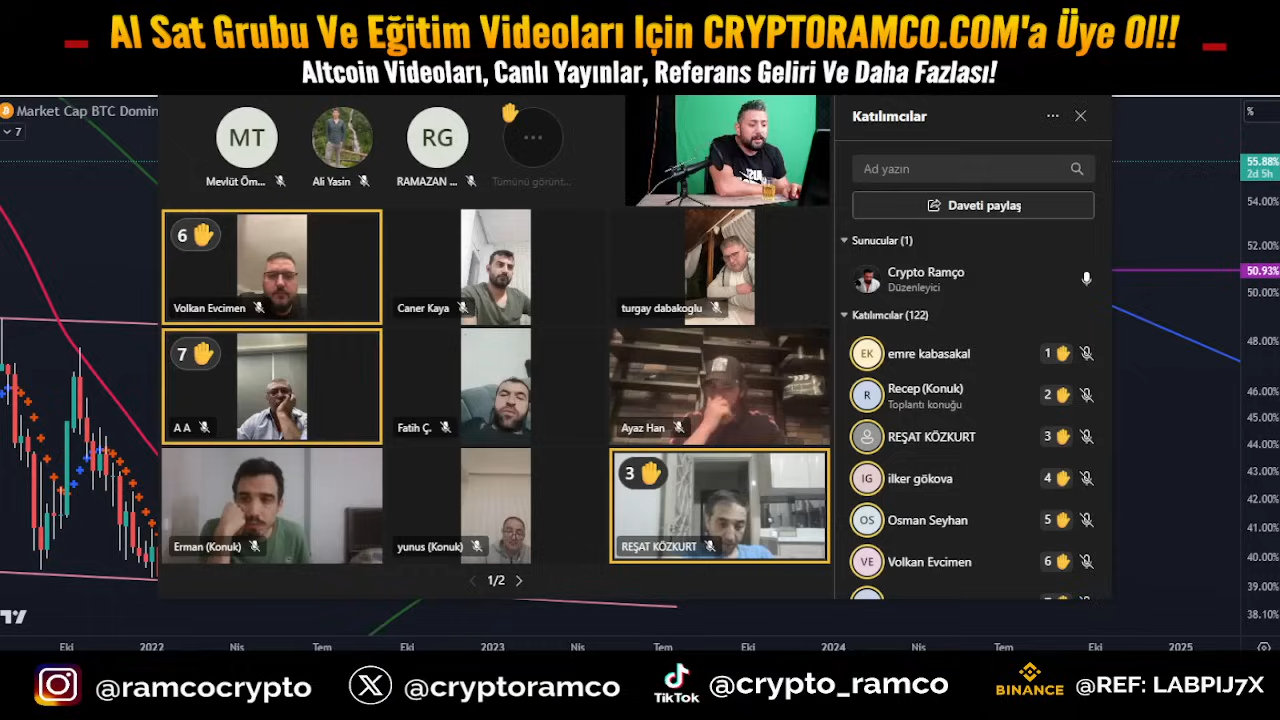 Al Sat Grubu Ve Eğitim Videoları Için CRYPTORAMCO.COM'a Üye Ol!!
Altcoin Videoları, Canlı Yayınlar, Referans Geliri Ve Daha Fazlası!
Market Cap BTC Domin
7
MT
RG
...
Mevlüt Öm...
Ali Yasin
RAMAZAN ...
Tümünü görünt...
6
Volkan Evcimen
Caner Kaya
turgay dabakoglu
7
A A
Fatih Ç.
Ayaz Han
Erman (Konuk)
yunus (Konuk)
3
REŞAT KÖZKURT
1/2
Katılımcılar
...
Ad yazın
Daveti paylaş
Sunucular (1)
Crypto Ramço
Düzenleyici
Katılımcılar (122)
EK emre kabasakal 1
R Recep (Konuk) 2
Toplantı konuğu
REŞAT KÖZKURT 3
IG ilker gökova 4
OS Osman Seyhan 5
VE Volkan Evcimen 6
%
55.88%
2d 5h
54.00%
52.00%
50.93%
50.00%
48.00%
46.00%
45.00%
44.00%
43.00%
42.00%
41.00%
40.00%
39.00%
38.10%
Eki 2022 Nis Tem Eki 2023 Nis Tem Eki 2024 Nis Tem Eki 2025
@ramcocrypto
@cryptoramco
TikTok
@crypto_ramco
BINANCE
@REF: LABPIJ7X